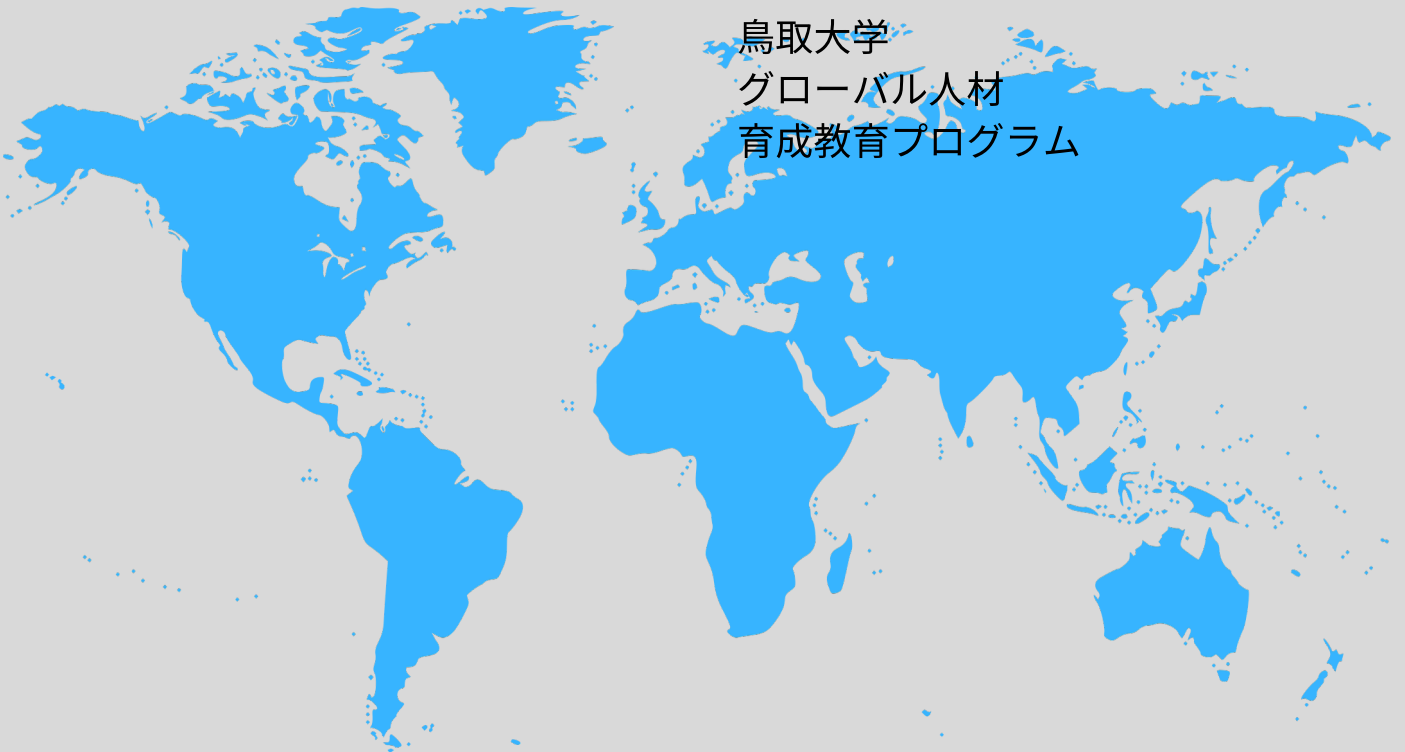 鳥取大学
グローバル人材
育成教育プログラム